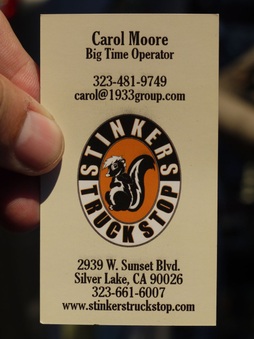 Carol Moore
Big Time Operator
323-481-9749
carol@1933group.com
STINKERS
TRUCK STOP
2939 W. Sunset Blvd.
Silver Lake, CA 90026
323-661-6007
www.stinkerstruckstop.com